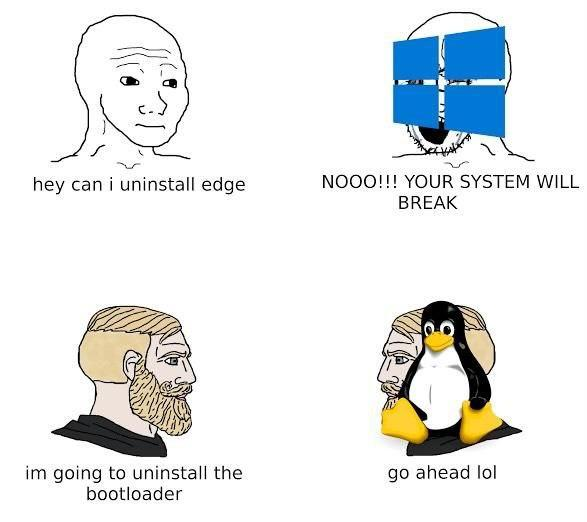 hey can i uninstall edge
NOOO!!! YOUR SYSTEM WILL
BREAK
im going to uninstall the
bootloader
go ahead lol